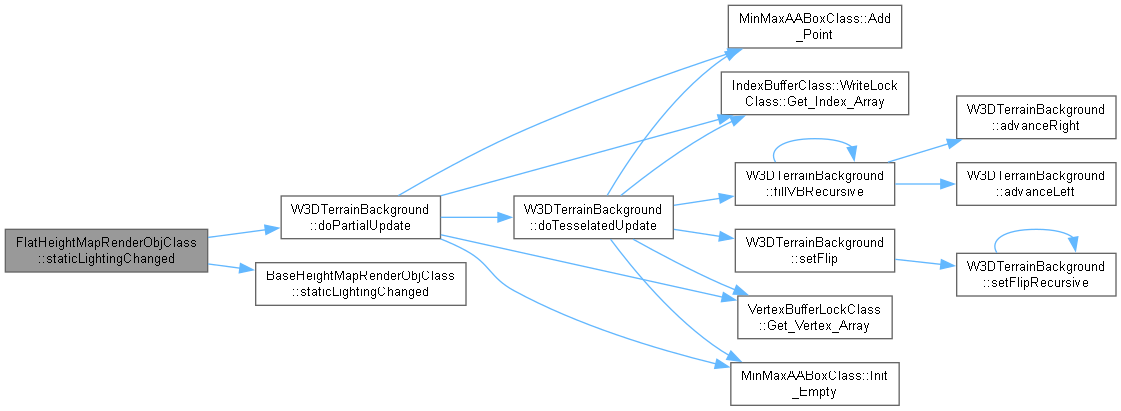 MinMaxAABoxClass::Add
_Point
IndexBufferClass::WriteLock
Class::Get_Index_Array
W3DTerrainBackground
::advanceRight
W3DTerrainBackground
::fillVBRecursive
W3DTerrainBackground
::advanceLeft
W3DTerrainBackground
::doPartialUpdate
W3DTerrainBackground
::doTesselatedUpdate
FlatHeightMapRenderObjClass
::staticLightingChanged
W3DTerrainBackground
::setFlip
W3DTerrainBackground
::setFlipRecursive
BaseHeightMapRenderObjClass
::staticLightingChanged
VertexBufferLockClass
::Get_Vertex_Array
MinMaxAABoxClass::Init
_Empty